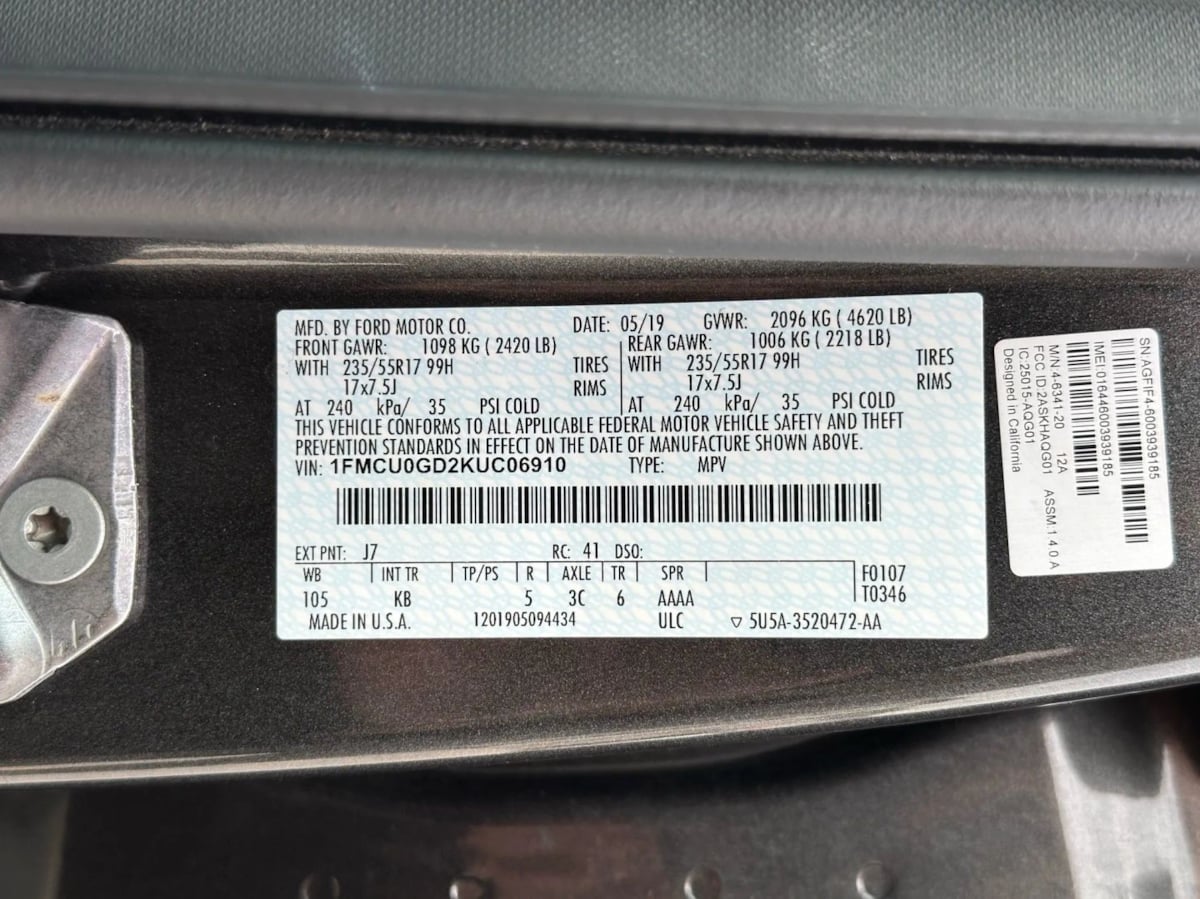 MFD. BY FORD MOTOR CO. DATE: 05/19 GVWR: 2096 KG ( 4620 LB)
FRONT GAWR: 1098 KG ( 2420 LB) REAR GAWR: 1006 KG ( 2218 LB)
WITH 235/55R17 99H TIRES WITH 235/55R17 99H TIRES
17x7.5J RIMS 17x7.5J RIMS
AT 240 kPa/ 35 PSI COLD AT 240 kPa/ 35 PSI COLD
THIS VEHICLE CONFORMS TO ALL APPLICABLE FEDERAL MOTOR VEHICLE SAFETY AND THEFT
PREVENTION STANDARDS IN EFFECT ON THE DATE OF MANUFACTURE SHOWN ABOVE.
VIN: 1FMCU0GD2KUC06910 TYPE: MPV
EXT PNT: J7 RC: 41 DSO:
WB INT TR TP/PS R AXLE TR SPR F0107
105 KB 5 3C 6 AAAA T0346
MADE IN U.S.A. 1201905094434 ULC ▽ 5U5A-3520472-AA
SN:AGFIF4-6003939185
IMEI:016446003939185
M/N:4-6341-20 12A ASSM:1.4.0 A
FCC ID:2ASKHAQG01
IC:25015-AQG01
Designed in California